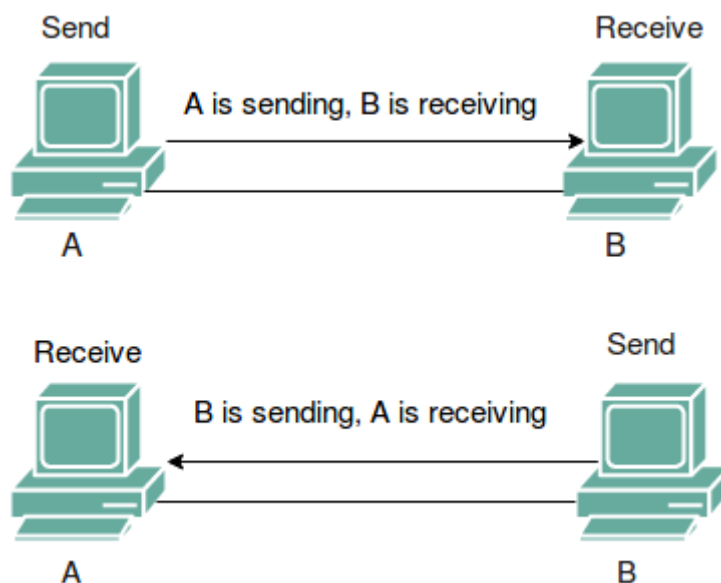 Send
Receive
A is sending, B is receiving
A
B
Receive
Send
B is sending, A is receiving
A
B